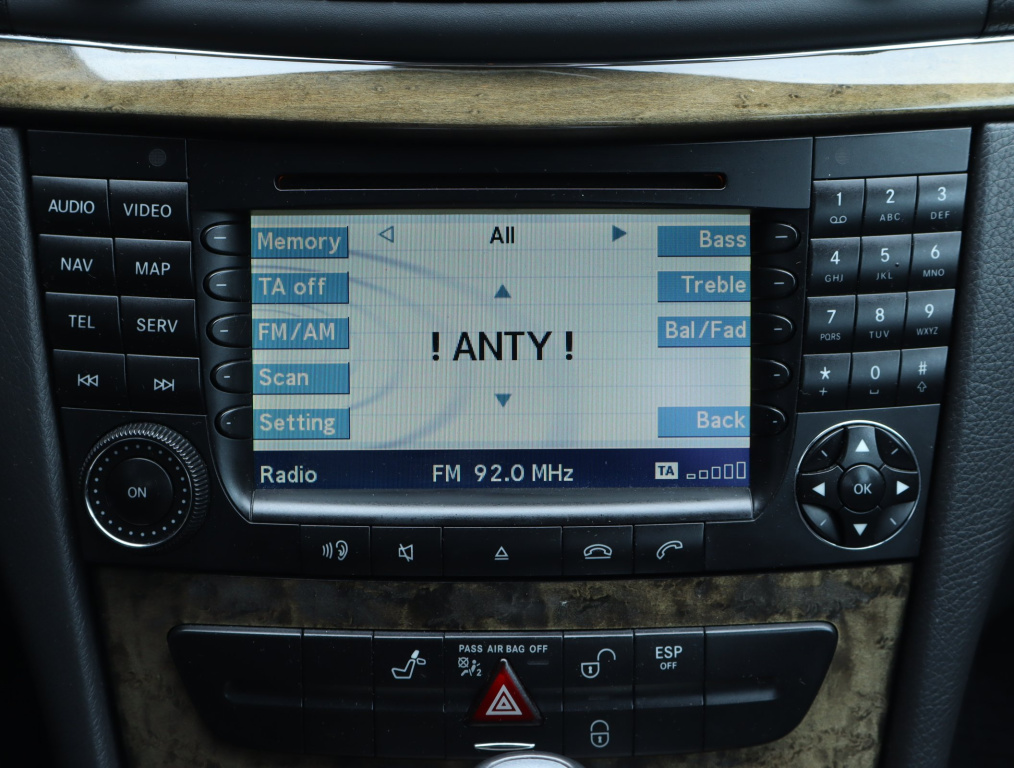 AUDIO VIDEO
NAV MAP
TEL SERV
ON
Memory
TA off
FM/AM
Scan
Setting
All
! ANTY !
Bass
Treble
Bal/Fad
Back
Radio FM 92.0 MHz TA
1 2 ABC 3 DEF
4 GHI 5 JKL 6 MNO
7 PQRS 8 TUV 9 WXYZ
* + 0 #
OK
PASS AIR BAG OFF
2
ESP
OFF